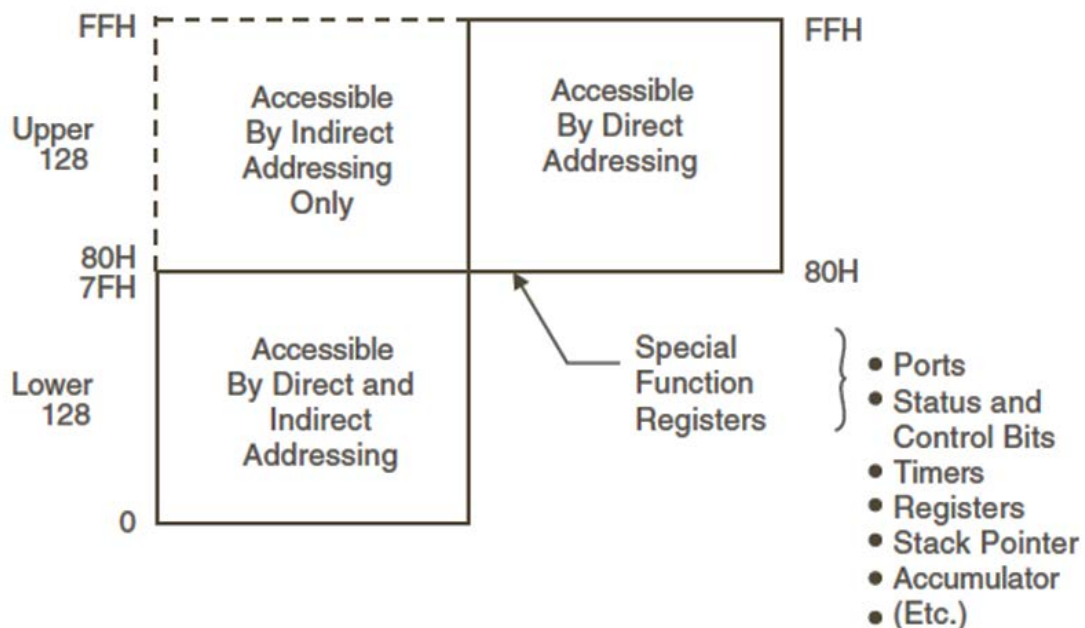 FFH
Upper
128
80H
7FH
Lower
128
0
Accessible
By Indirect
Addressing
Only
Accessible
By Direct
Addressing
FFH
80H
Accessible
By Direct and
Indirect
Addressing
Special
Function
Registers
• Ports
• Status and
Control Bits
• Timers
• Registers
• Stack Pointer
• Accumulator
• (Etc.)